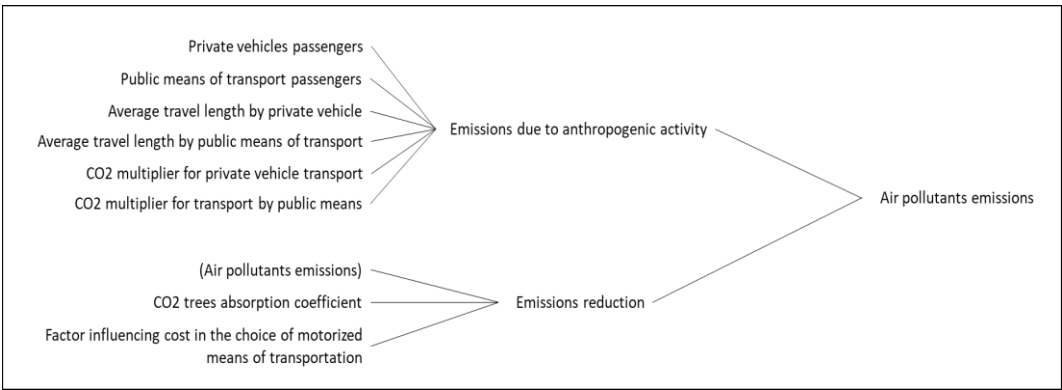 Private vehicles passengers
Public means of transport passengers
Average travel length by private vehicle
Average travel length by public means of transport
CO2 multiplier for private vehicle transport
CO2 multiplier for transport by public means
Emissions due to anthropogenic activity
(Air pollutants emissions)
CO2 trees absorption coefficient
Factor influencing cost in the choice of motorized
means of transportation
Emissions reduction
Air pollutants emissions